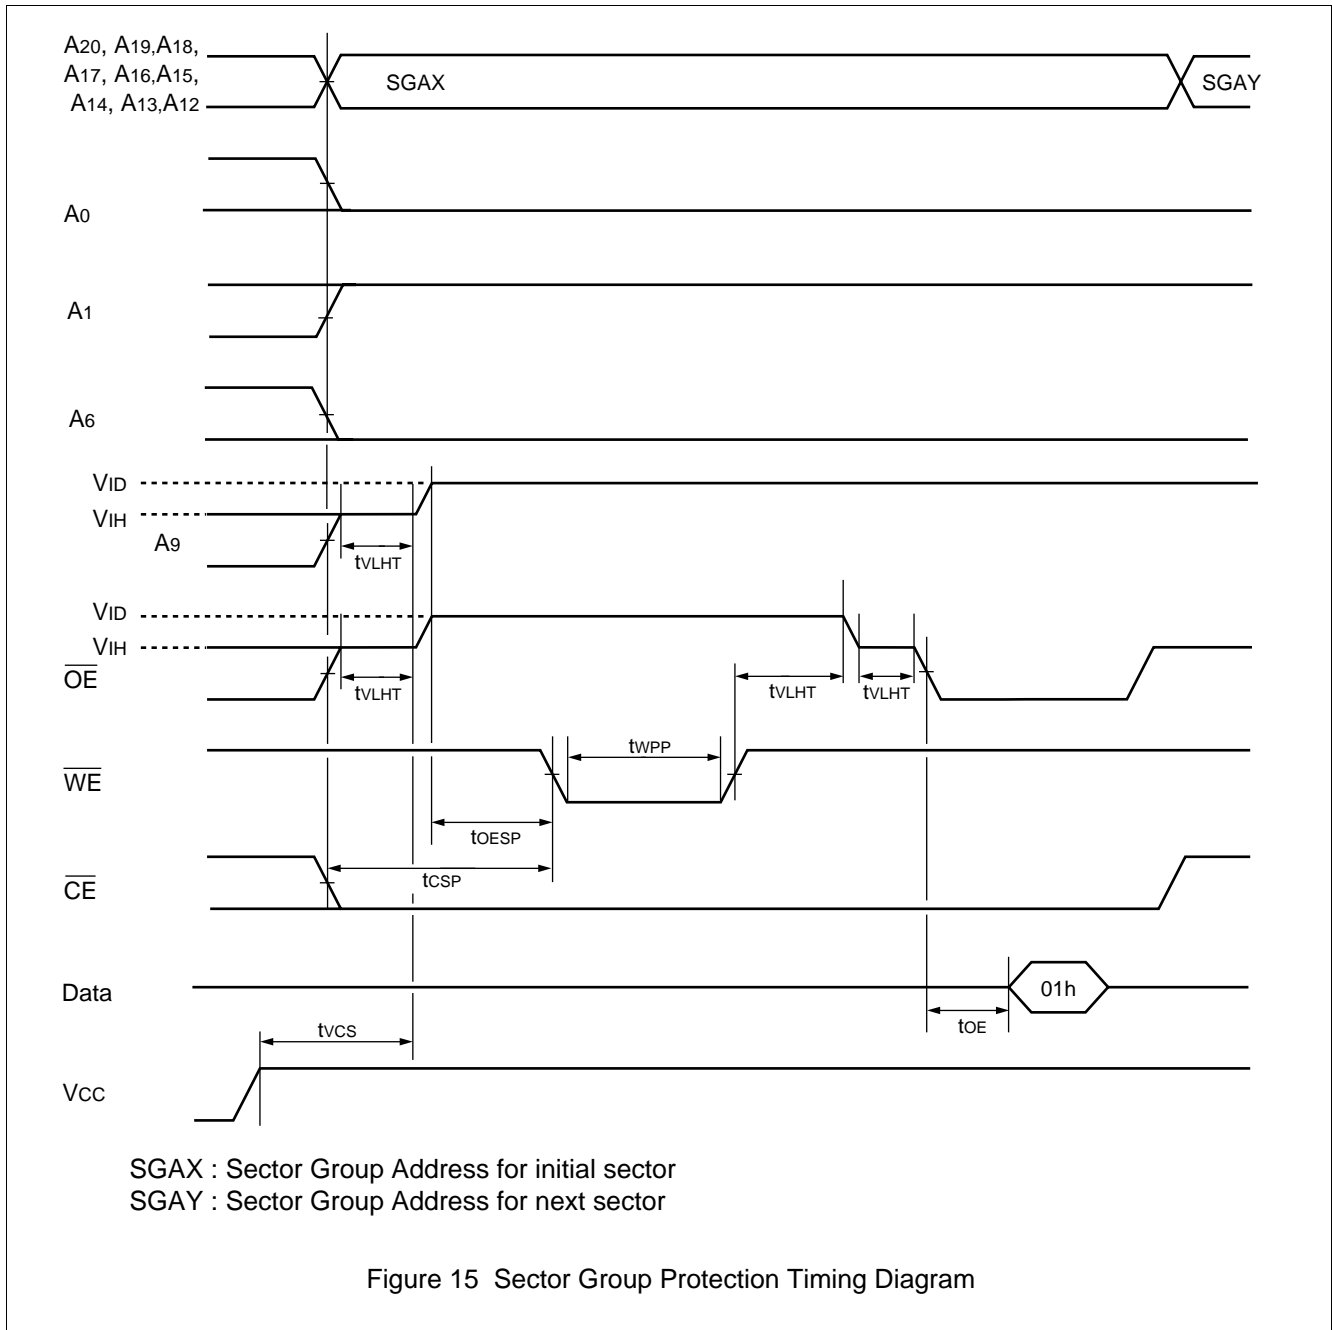 A20, A19,A18,
A17, A16,A15,
A14, A13,A12
SGAX
SGAY
A0
A1
A6
VID
VIH
A9
tVLHT
VID
VIH
OE
tVLHT
tVLHT
tVLHT
WE
tWPP
tOESP
CE
tCSP
Data
01h
tOE
tVCS
VCC
SGAX : Sector Group Address for initial sector
SGAY : Sector Group Address for next sector
Figure 15 Sector Group Protection Timing Diagram